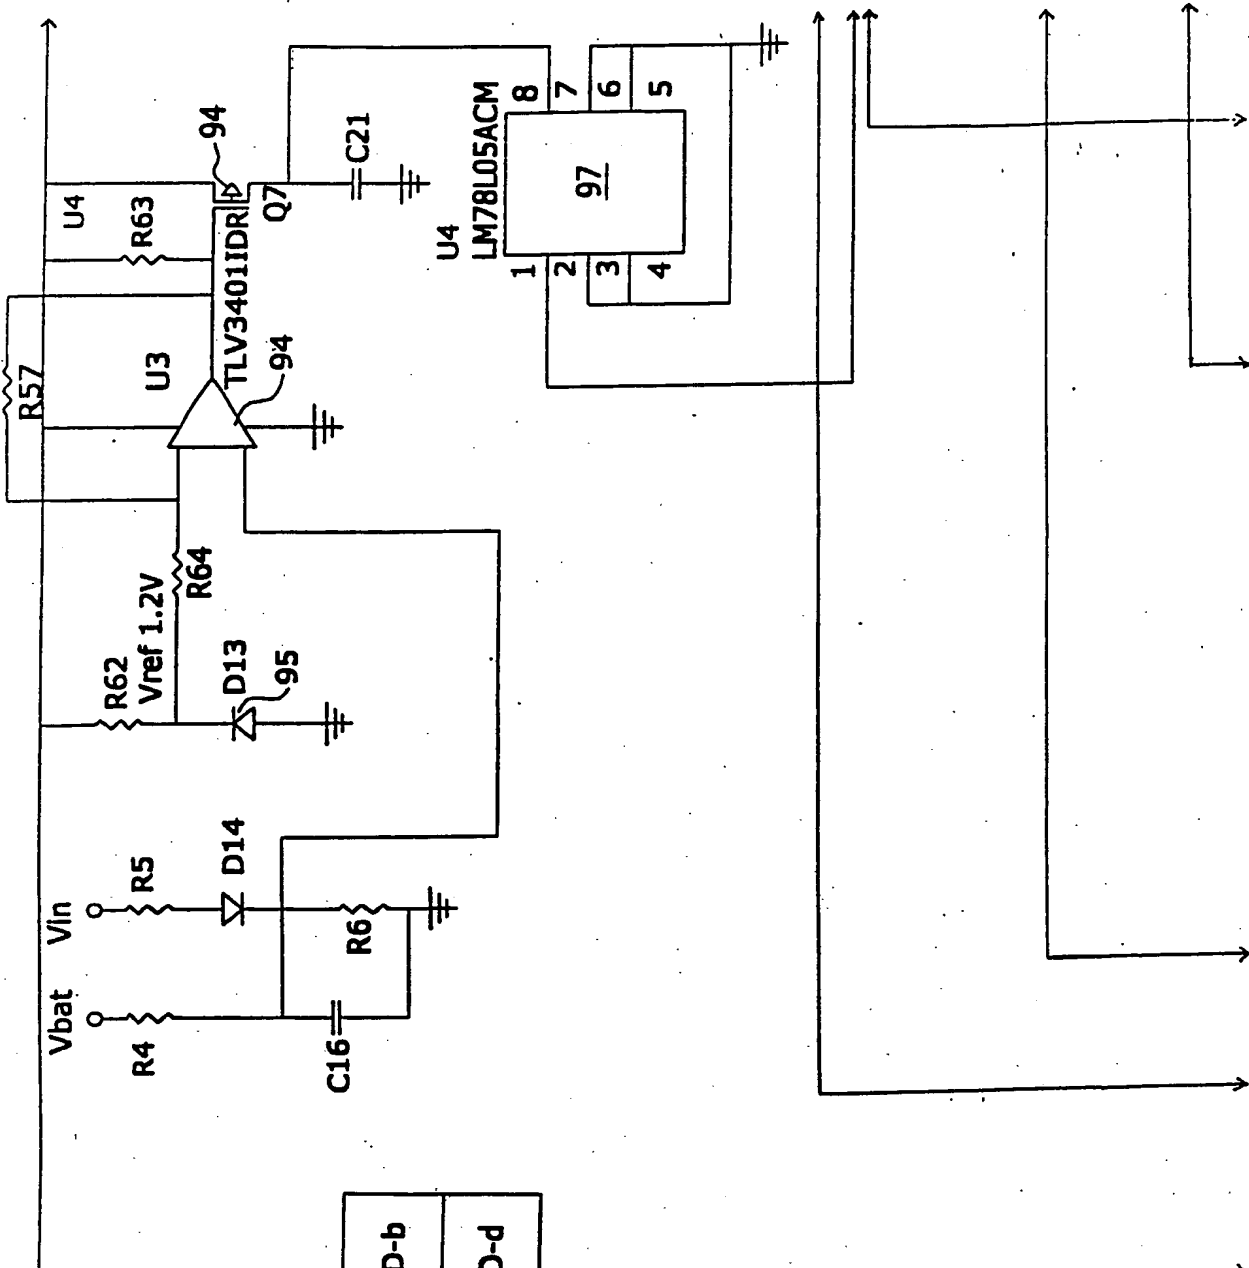 Vbat
R4
C16
Vin
R5
D14
R6
R62
Vref 1.2V
D13
95
R64
R57
U3
TLV3401IDR
94
U4
R63
94
Q7
C21
U4
LM78L05ACM
97
1
2
3
4
8
7
6
5
D-b
D-d